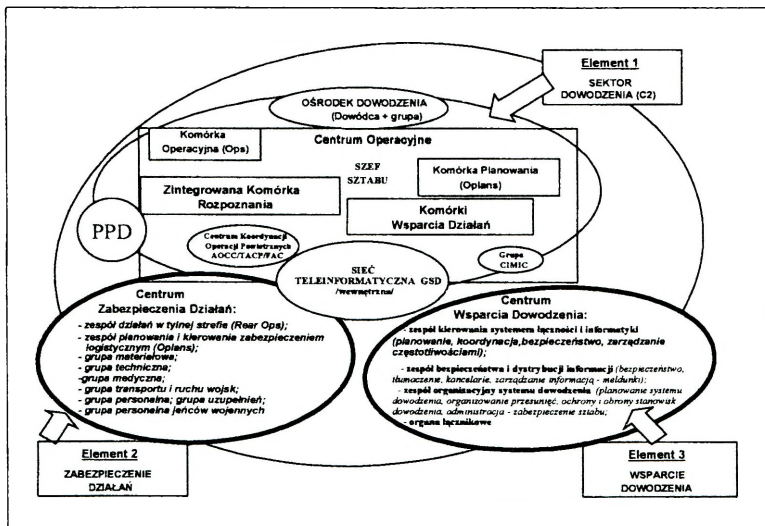 Element 1
SEKTOR
DOWODZENIA (C2)
OŚRODEK DOWODZENIA
(Dowódca + grupa)
Centrum Operacyjne
Komórka
Operacyjna (Ops)
SZEF
SZTABU
Komórka Planowania
(Oplans)
Zintegrowana Komórka
Rozpoznania
Komórki
Wsparcia Działań
PPD
Centrum Koordynacji
Operacji Powietrznych
AOCC/TACP/FAC
Grupa
CIMIC
SIEĆ
TELEINFORMATYCZNA GSD
/wewnętrzna/
Centrum
Zabezpieczenia Działań:
- zespół działań w tylnej strefie (Rear Ops);
- zespół planowania i kierowania zabezpieczeniem
logistycznym (Oplans);
- grupa materiałowa;
- grupa techniczna;
-grupa medyczna;
- grupa transportu i ruchu wojsk;
- grupa personalna; grupa uzupełnień;
- grupa personalna jeńców wojennych
Centrum
Wsparcia Dowodzenia:
- zespół kierowania systemem łączności i informatyki
(planowanie, koordynacja,bezpieczeństwo, zarządzanie
częstotliwościami);
- zespół bezpieczeństwa i dystrybucji informacji (bezpieczeństwo,
tłumaczenie, kancelarie, zarządzanie informacją - meldunki);
- zespół organizacyjny systemu dowodzenia (planowanie systemu
dowodzenia, organizowanie przesunięć, ochrony i obrony stanowisk
dowodzenia, administracja - zabezpieczenie sztabu;
- organa łącznikowe
Element 2
ZABEZPIECZENIE
DZIAŁAŃ
Element 3
WSPARCIE
DOWODZENIA